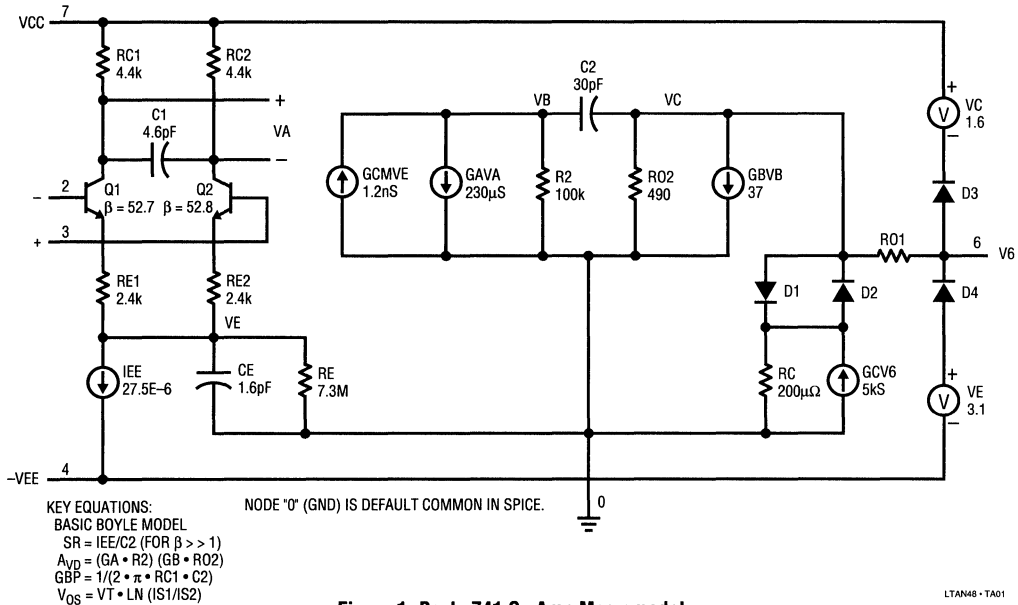 VCC 7
RC1
4.4k
RC2
4.4k
+
C1
4.6pF
VA
–
– 2
Q1
β = 52.7
Q2
β = 52.8
+ 3
RE1
2.4k
RE2
2.4k
VE
IEE
27.5E–6
CE
1.6pF
RE
7.3M
–VEE 4
C2
30pF
VB
VC
GCMVE
1.2nS
GAVA
230µS
R2
100k
RO2
490
GBVB
37
+
V
VC
1.6
–
D3
RO1
6
V6
D1
D2
D4
RC
200µΩ
GCV6
5kS
+
V
VE
3.1
–
0
KEY EQUATIONS:
BASIC BOYLE MODEL
SR = IEE/C2 (FOR β > > 1)
AVD = (GA • R2) (GB • RO2)
GBP = 1/(2 • π • RC1 • C2)
VOS = VT • LN (IS1/IS2)
NODE "0" (GND) IS DEFAULT COMMON IN SPICE.
LTAN48 • TA01